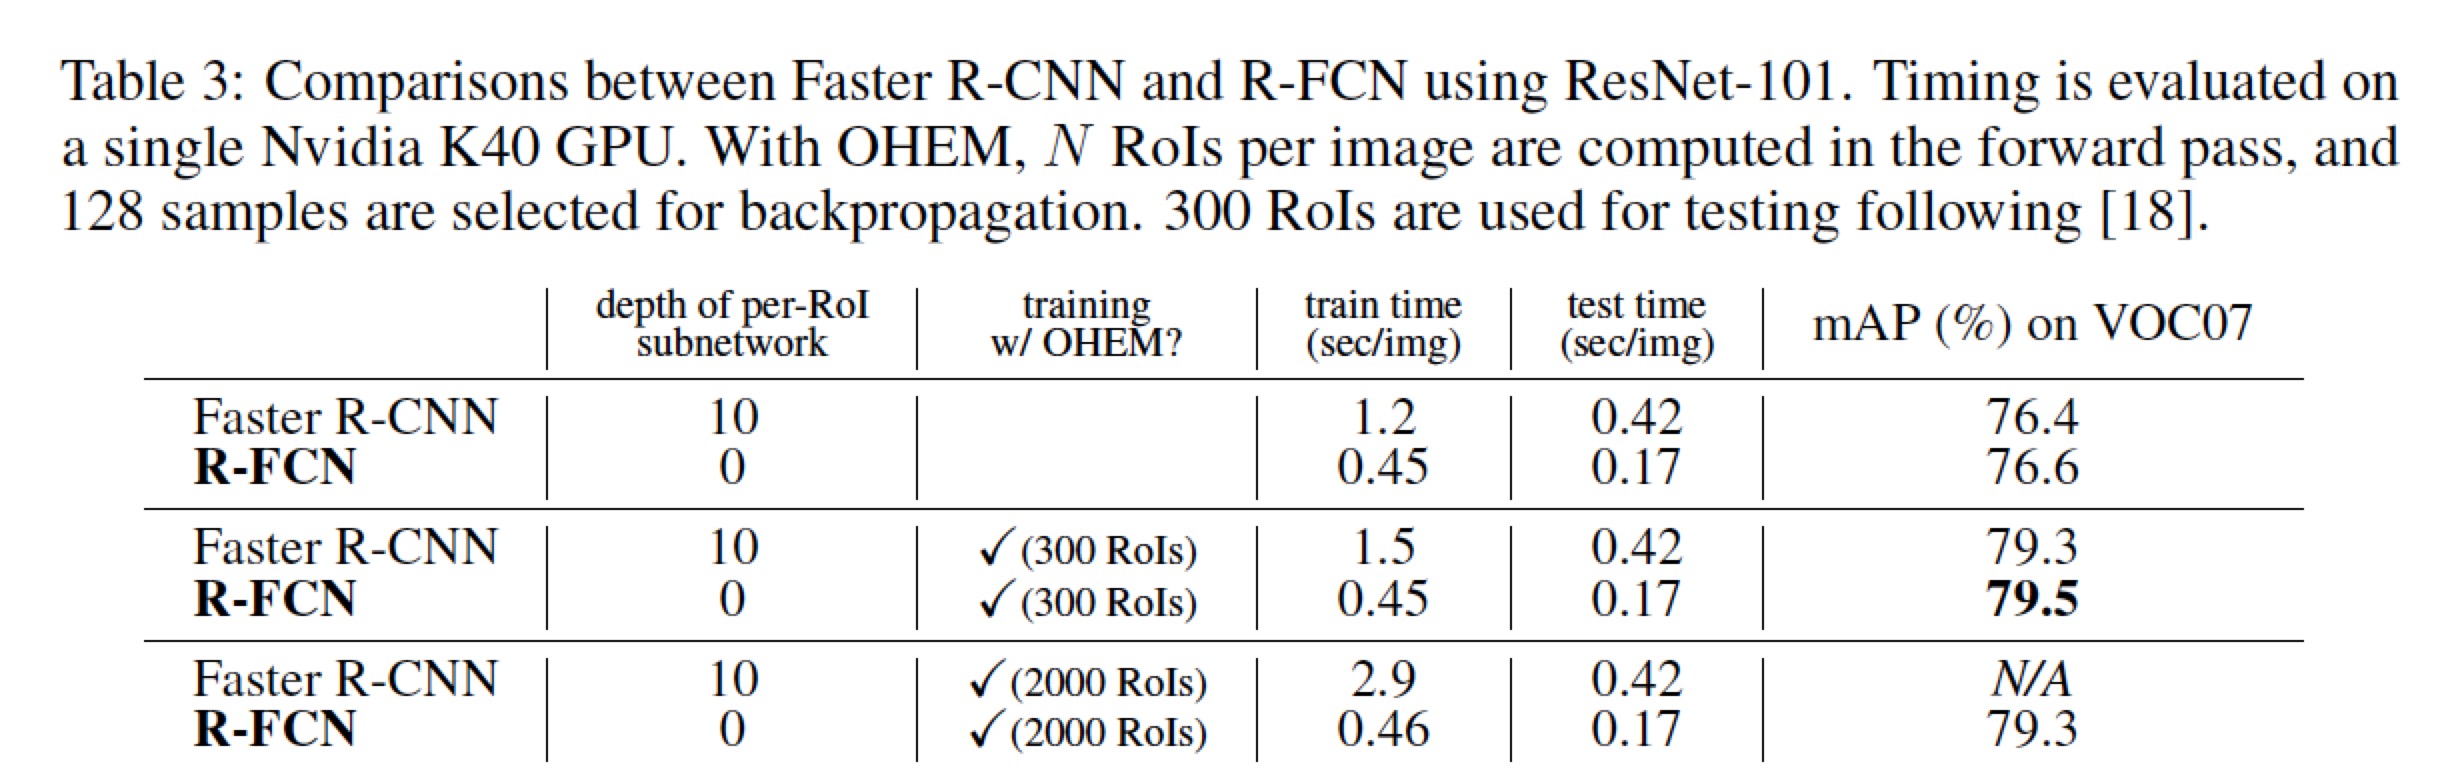 Table 3: Comparisons between Faster R-CNN and R-FCN using ResNet-101. Timing is evaluated on
a single Nvidia K40 GPU. With OHEM, N RoIs per image are computed in the forward pass, and
128 samples are selected for backpropagation. 300 RoIs are used for testing following [18].
depth of per-RoI subnetwork training w/ OHEM? train time (sec/img) test time (sec/img) mAP (%) on VOC07
Faster R-CNN 10 1.2 0.42 76.4
R-FCN 0 0.45 0.17 76.6
Faster R-CNN 10 ✓(300 RoIs) 1.5 0.42 79.3
R-FCN 0 ✓(300 RoIs) 0.45 0.17 79.5
Faster R-CNN 10 ✓(2000 RoIs) 2.9 0.42 N/A
R-FCN 0 ✓(2000 RoIs) 0.46 0.17 79.3